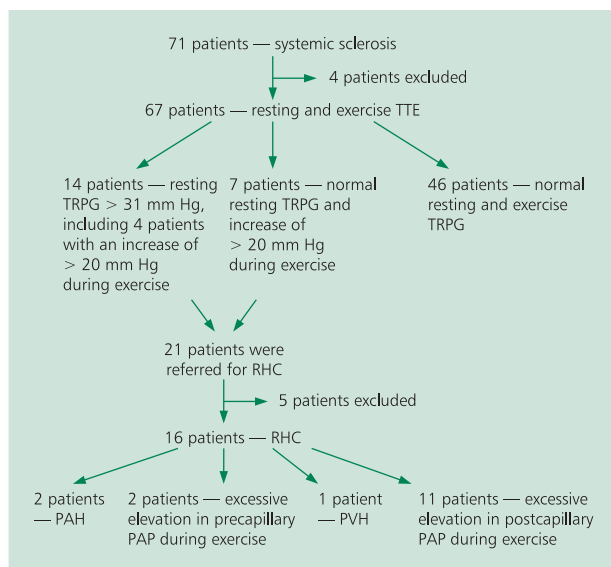 71 patients — systemic sclerosis
4 patients excluded
67 patients — resting and exercise TTE
14 patients — resting
TRPG > 31 mm Hg,
including 4 patients
with an increase of
> 20 mm Hg
during exercise
7 patients — normal
resting TRPG and
increase of
> 20 mm Hg
during exercise
46 patients — normal
resting and exercise
TRPG
21 patients were
referred for RHC
5 patients excluded
16 patients — RHC
2 patients
— PAH
2 patients — excessive
elevation in precapillary
PAP during exercise
1 patient
— PVH
11 patients — excessive
elevation in postcapillary
PAP during exercise